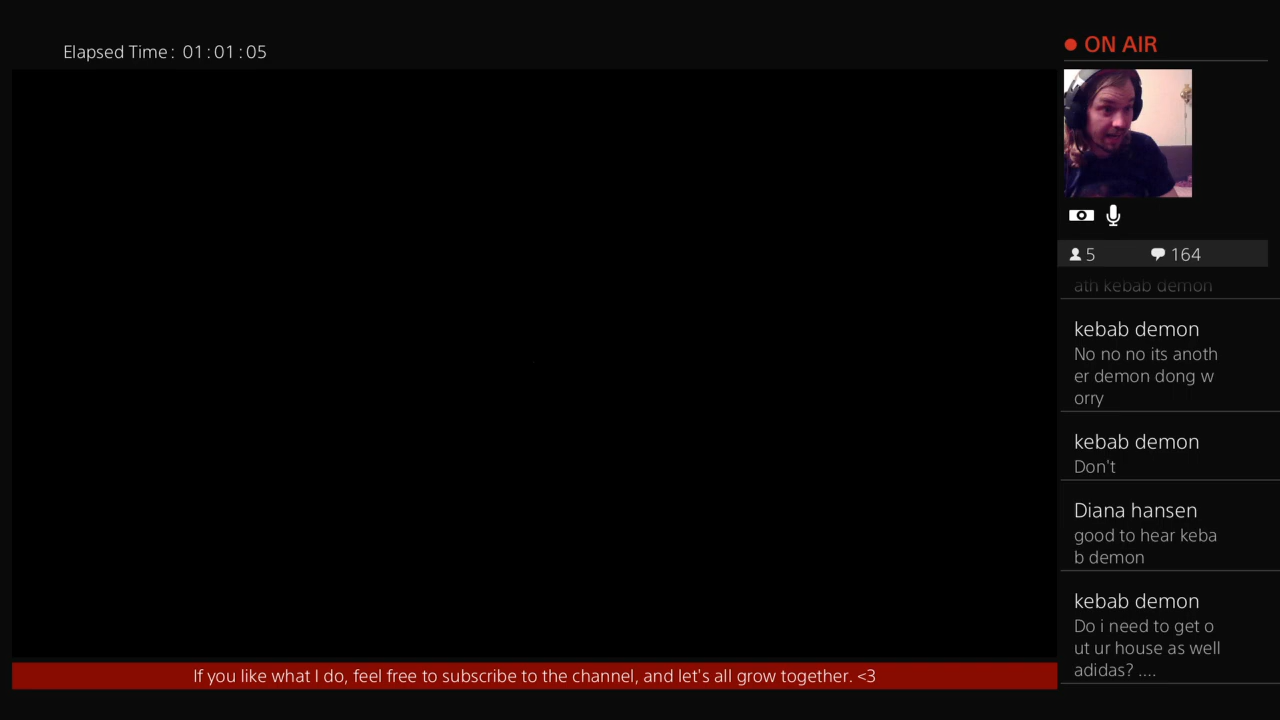 Elapsed Time: 01:01:05
ON AIR
5 164
ath kebab demon
kebab demon
No no no its anoth
er demon dong w
orry
kebab demon
Don't
Diana hansen
good to hear keba
b demon
kebab demon
Do i need to get o
ut ur house as well
adidas? ....
If you like what I do, feel free to subscribe to the channel, and let's all grow together. <3